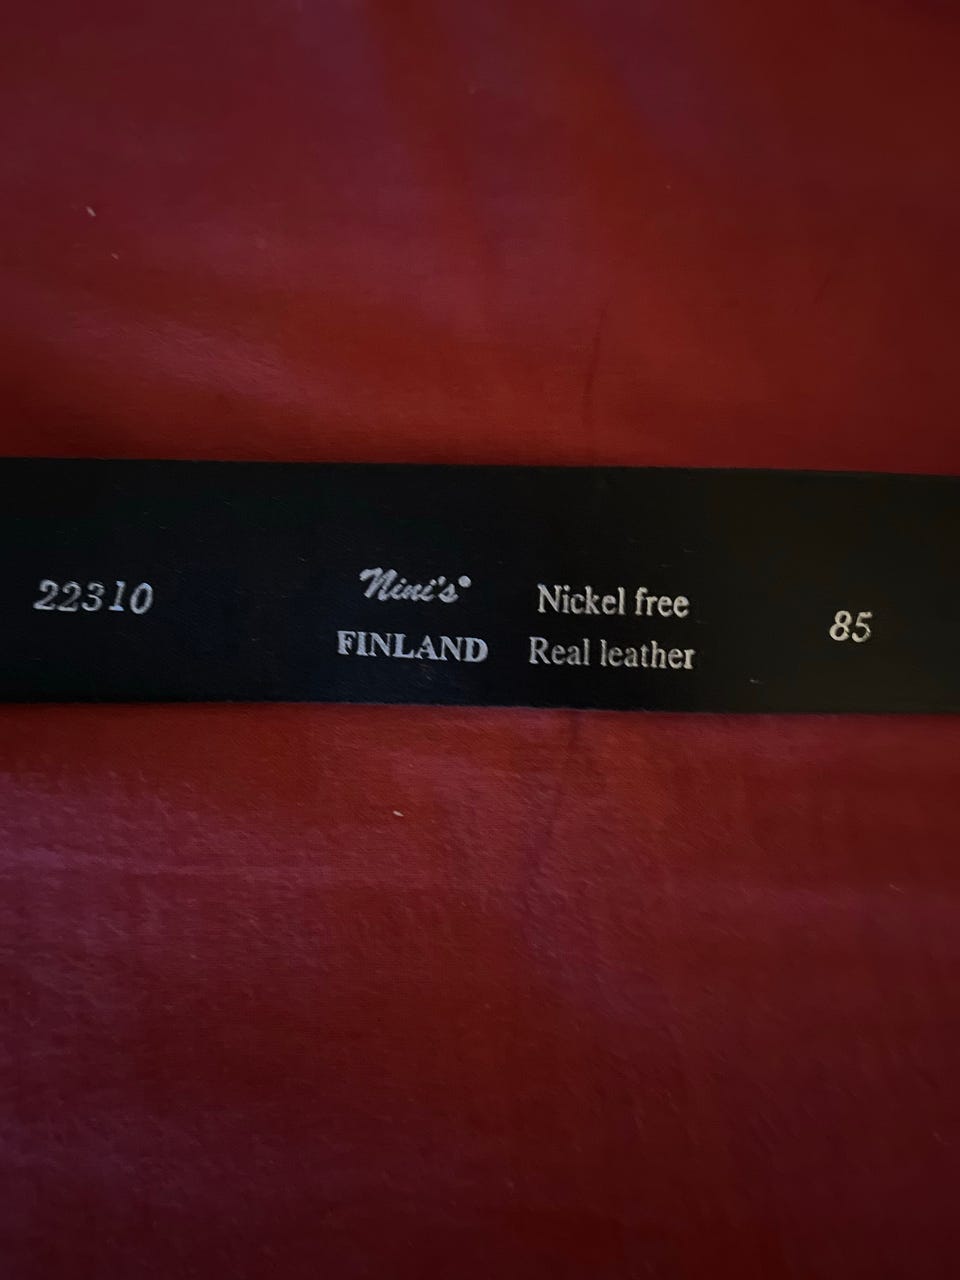 22310
Nini's®
FINLAND
Nickel free
Real leather
85